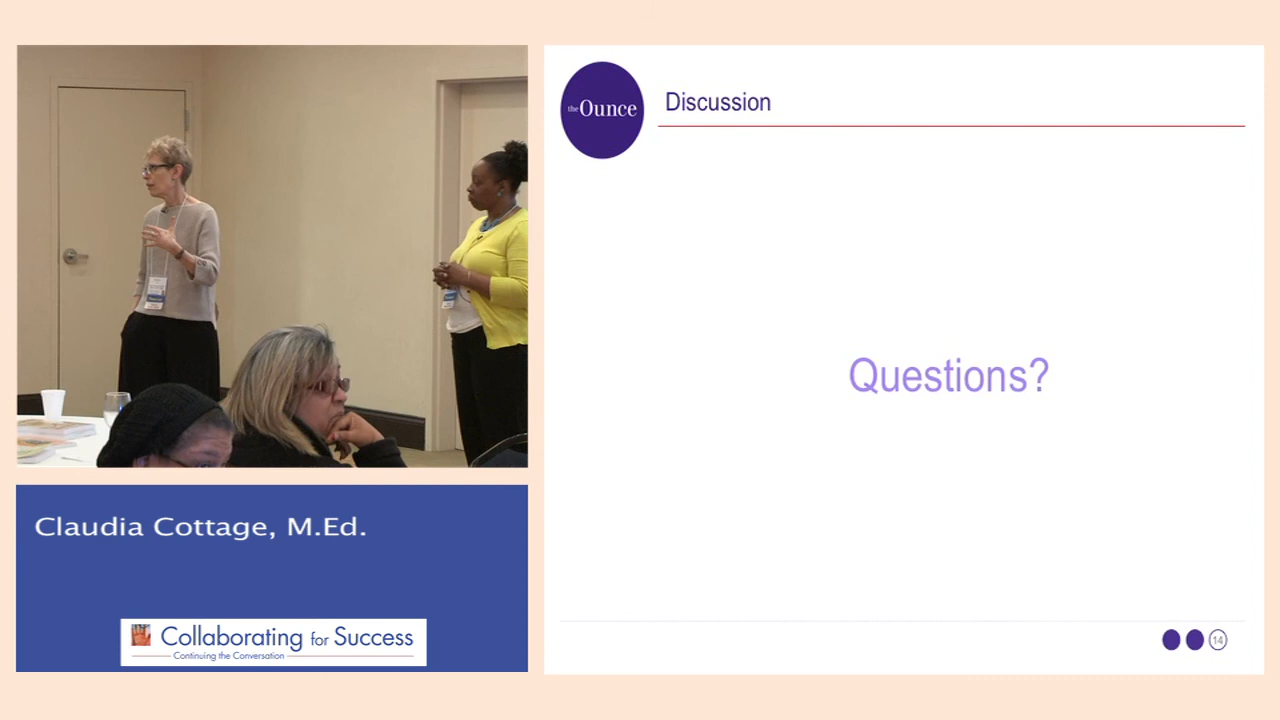 the Ounce
Discussion
Questions?
14
Claudia Cottage, M.Ed.
Collaborating for Success
Continuing the Conversation